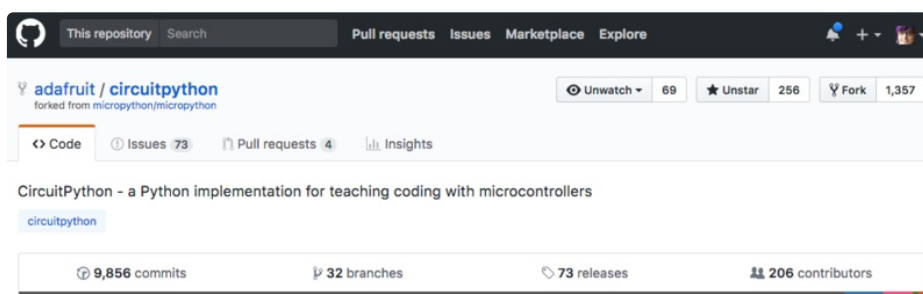 This repository Search Pull requests Issues Marketplace Explore
adafruit / circuitpython Unwatch 69 Unstar 256 Fork 1,357
forked from micropython/micropython
<> Code Issues 73 Pull requests 4 Insights
CircuitPython - a Python implementation for teaching coding with microcontrollers
circuitpython
9,856 commits 32 branches 73 releases 206 contributors